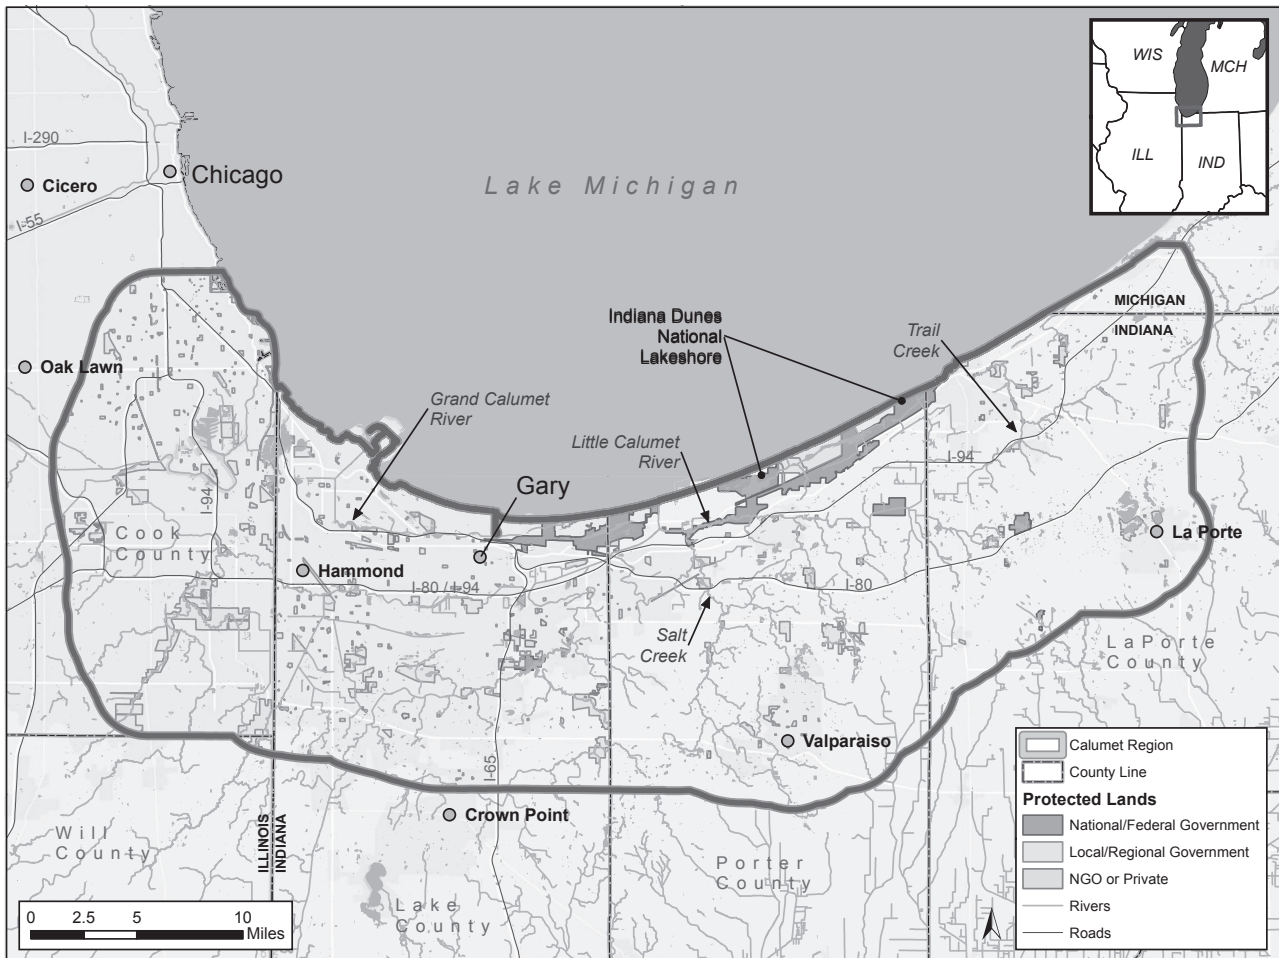 WIS
MCH
ILL
IND
I-290
Chicago
Cicero
I-55
Lake Michigan
Oak Lawn
Indiana Dunes
National
Lakeshore
Trail
Creek
MICHIGAN
INDIANA
Grand Calumet
River
Little Calumet
River
Gary
I-94
I-94
Cook
County
La Porte
Hammond
I-80 / I-94
I-80
Salt
Creek
LaPorte
County
Valparaiso
I-65
Crown Point
ILLINOIS
INDIANA
Will
County
Porter
County
Lake
County
0 2.5 5 10
Miles
Calumet Region
County Line
Protected Lands
National/Federal Government
Local/Regional Government
NGO or Private
Rivers
Roads